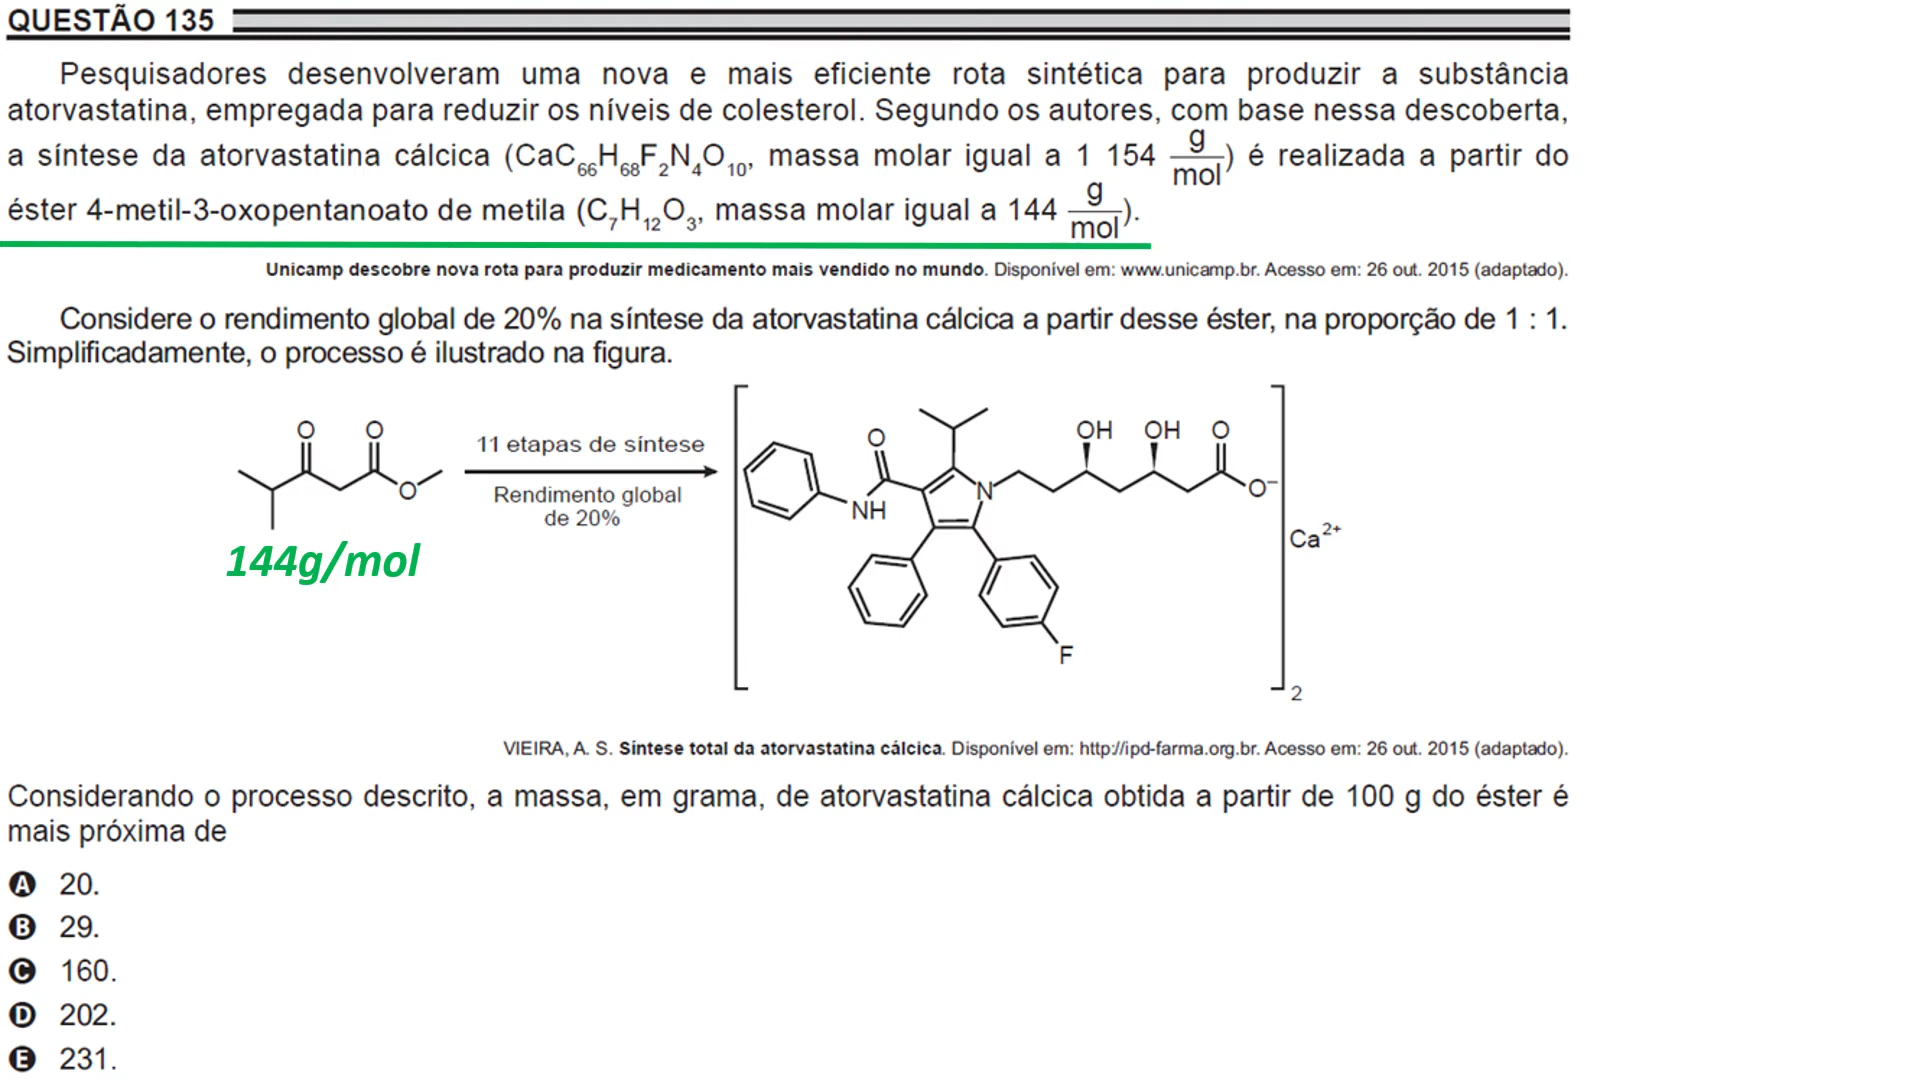 QUESTÃO 135
Pesquisadores desenvolveram uma nova e mais eficiente rota sintética para produzir a substância
atorvastatina, empregada para reduzir os níveis de colesterol. Segundo os autores, com base nessa descoberta,
a síntese da atorvastatina cálcica (CaC₆₆H₆₈F₂N₄O₁₀, massa molar igual a 1 154 g/mol) é realizada a partir do
éster 4-metil-3-oxopentanoato de metila (C₇H₁₂O₃, massa molar igual a 144 g/mol).
Unicamp descobre nova rota para produzir medicamento mais vendido no mundo. Disponível em: www.unicamp.br. Acesso em: 26 out. 2015 (adaptado).
Considere o rendimento global de 20% na síntese da atorvastatina cálcica a partir desse éster, na proporção de 1 : 1.
Simplificadamente, o processo é ilustrado na figura.
O O
O
144g/mol
11 etapas de síntese
Rendimento global
de 20%
O OH OH O
N O⁻
NH
F
2
Ca²⁺
VIEIRA, A. S. Síntese total da atorvastatina cálcica. Disponível em: http://ipd-farma.org.br. Acesso em: 26 out. 2015 (adaptado).
Considerando o processo descrito, a massa, em grama, de atorvastatina cálcica obtida a partir de 100 g do éster é
mais próxima de
A 20.
B 29.
C 160.
D 202.
E 231.